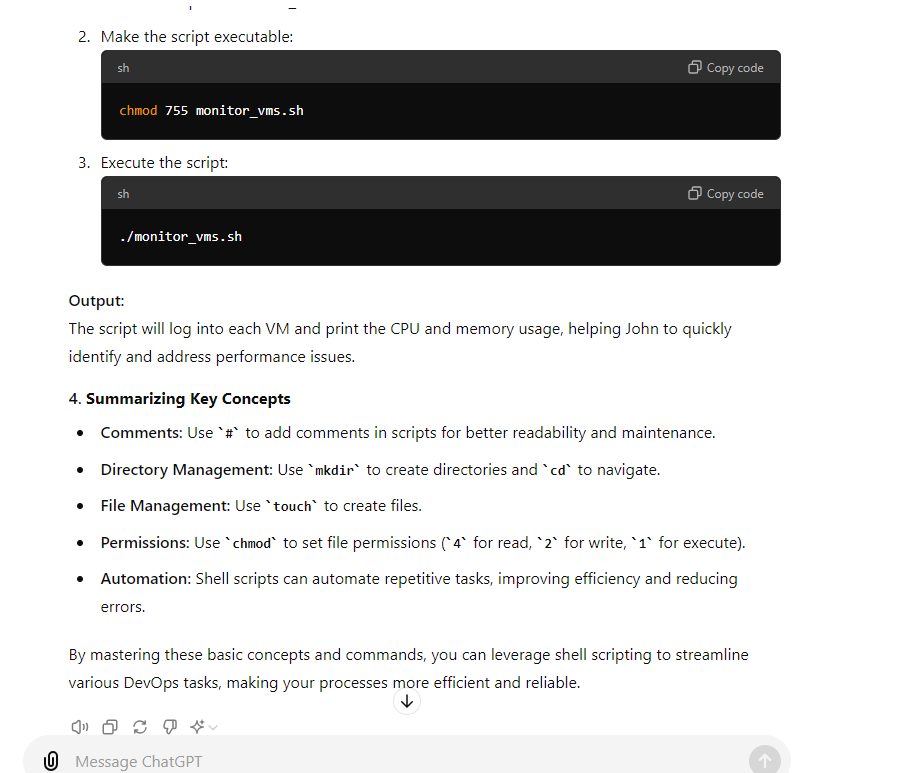 2. Make the script executable:
sh
Copy code
chmod 755 monitor_vms.sh
3. Execute the script:
sh
Copy code
./monitor_vms.sh
Output:
The script will log into each VM and print the CPU and memory usage, helping John to quickly
identify and address performance issues.
4. Summarizing Key Concepts
• Comments: Use `#` to add comments in scripts for better readability and maintenance.
• Directory Management: Use `mkdir` to create directories and `cd` to navigate.
• File Management: Use `touch` to create files.
• Permissions: Use `chmod` to set file permissions (`4` for read, `2` for write, `1` for execute).
• Automation: Shell scripts can automate repetitive tasks, improving efficiency and reducing
errors.
By mastering these basic concepts and commands, you can leverage shell scripting to streamline
various DevOps tasks, making your processes more efficient and reliable.
Message ChatGPT